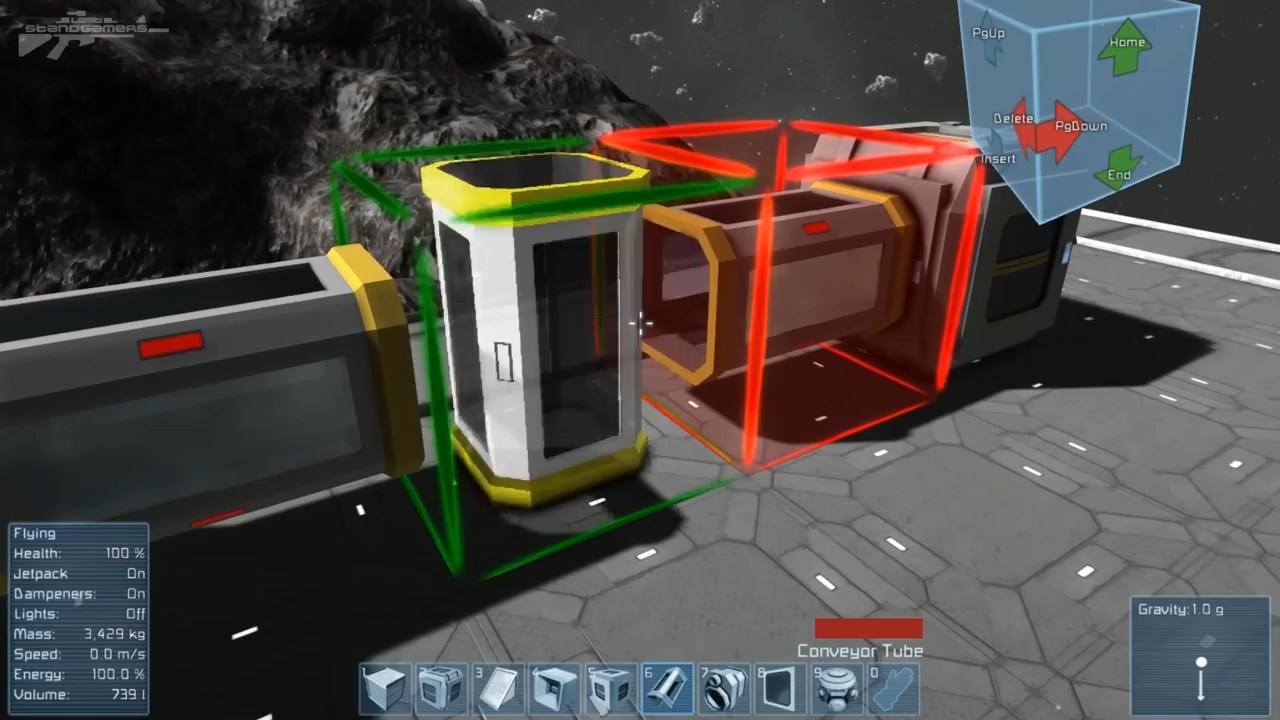 LAST
STANDGAMERS
PgUp
Home
Delete
PgDown
Insert
End
Flying
Health: 100 %
Jetpack On
Dampeners: On
Lights: Off
Mass: 3,429 kg
Speed: 0.0 m/s
Energy: 100.0 %
Volume: 739 l
Gravity:1.0 g
Conveyor Tube
1 2 3 4 5 6 7 8 9 0